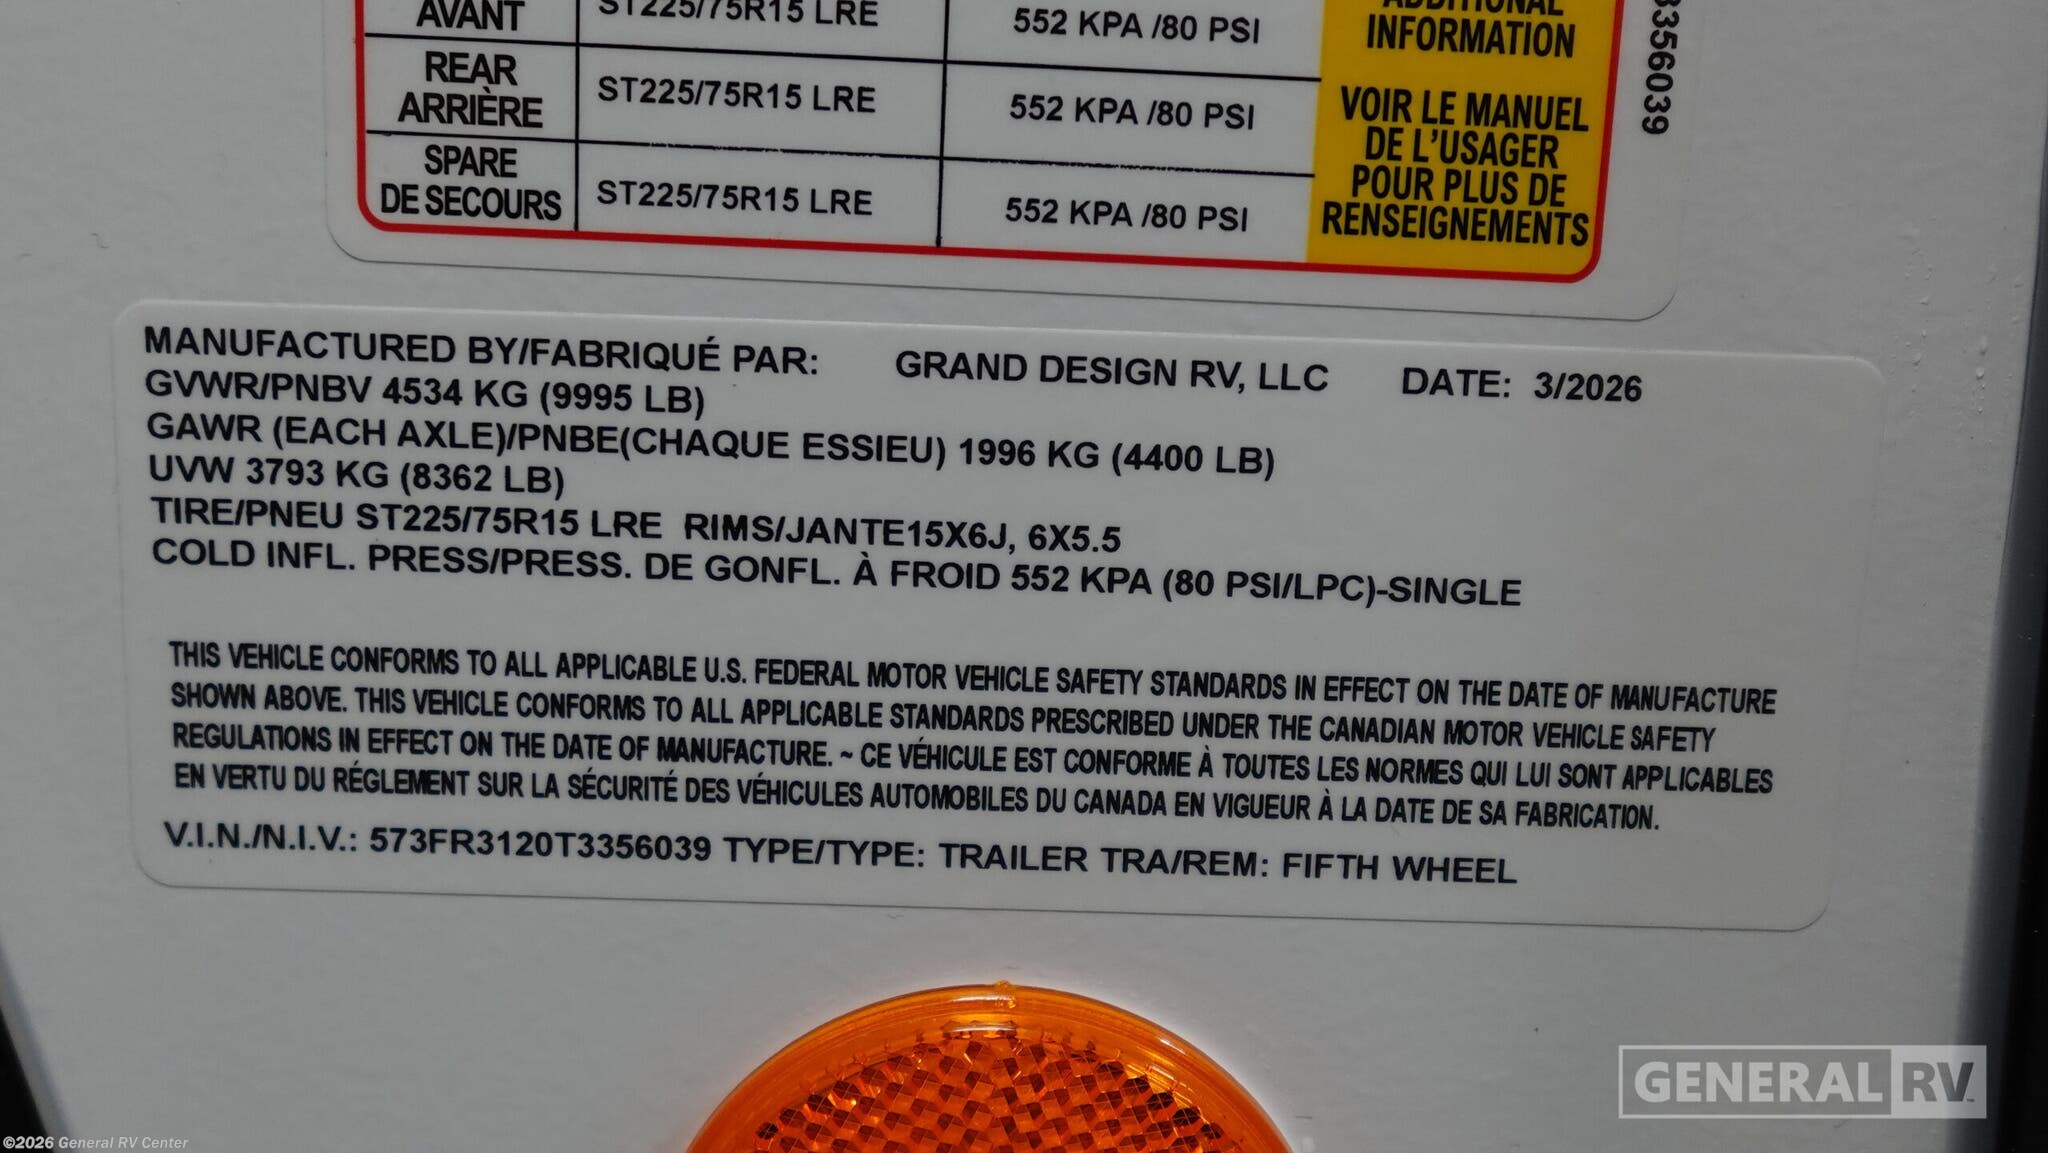 AVANT
ST225/75R15 LRE
552 KPA /80 PSI
ADDITIONAL
INFORMATION
REAR
ARRIÈRE
ST225/75R15 LRE
552 KPA /80 PSI
SPARE
DE SECOURS
ST225/75R15 LRE
552 KPA /80 PSI
VOIR LE MANUEL
DE L'USAGER
POUR PLUS DE
RENSEIGNEMENTS
3356039
MANUFACTURED BY/FABRIQUÉ PAR: GRAND DESIGN RV, LLC DATE: 3/2026
GVWR/PNBV 4534 KG (9995 LB)
GAWR (EACH AXLE)/PNBE(CHAQUE ESSIEU) 1996 KG (4400 LB)
UVW 3793 KG (8362 LB)
TIRE/PNEU ST225/75R15 LRE RIMS/JANTE15X6J, 6X5.5
COLD INFL. PRESS/PRESS. DE GONFL. À FROID 552 KPA (80 PSI/LPC)-SINGLE
THIS VEHICLE CONFORMS TO ALL APPLICABLE U.S. FEDERAL MOTOR VEHICLE SAFETY STANDARDS IN EFFECT ON THE DATE OF MANUFACTURE
SHOWN ABOVE. THIS VEHICLE CONFORMS TO ALL APPLICABLE STANDARDS PRESCRIBED UNDER THE CANADIAN MOTOR VEHICLE SAFETY
REGULATIONS IN EFFECT ON THE DATE OF MANUFACTURE. ~ CE VÉHICULE EST CONFORME À TOUTES LES NORMES QUI LUI SONT APPLICABLES
EN VERTU DU RÉGLEMENT SUR LA SÉCURITÉ DES VÉHICULES AUTOMOBILES DU CANADA EN VIGUEUR À LA DATE DE SA FABRICATION.
V.I.N./N.I.V.: 573FR3120T3356039 TYPE/TYPE: TRAILER TRA/REM: FIFTH WHEEL
GENERAL RV
©2026 General RV Center